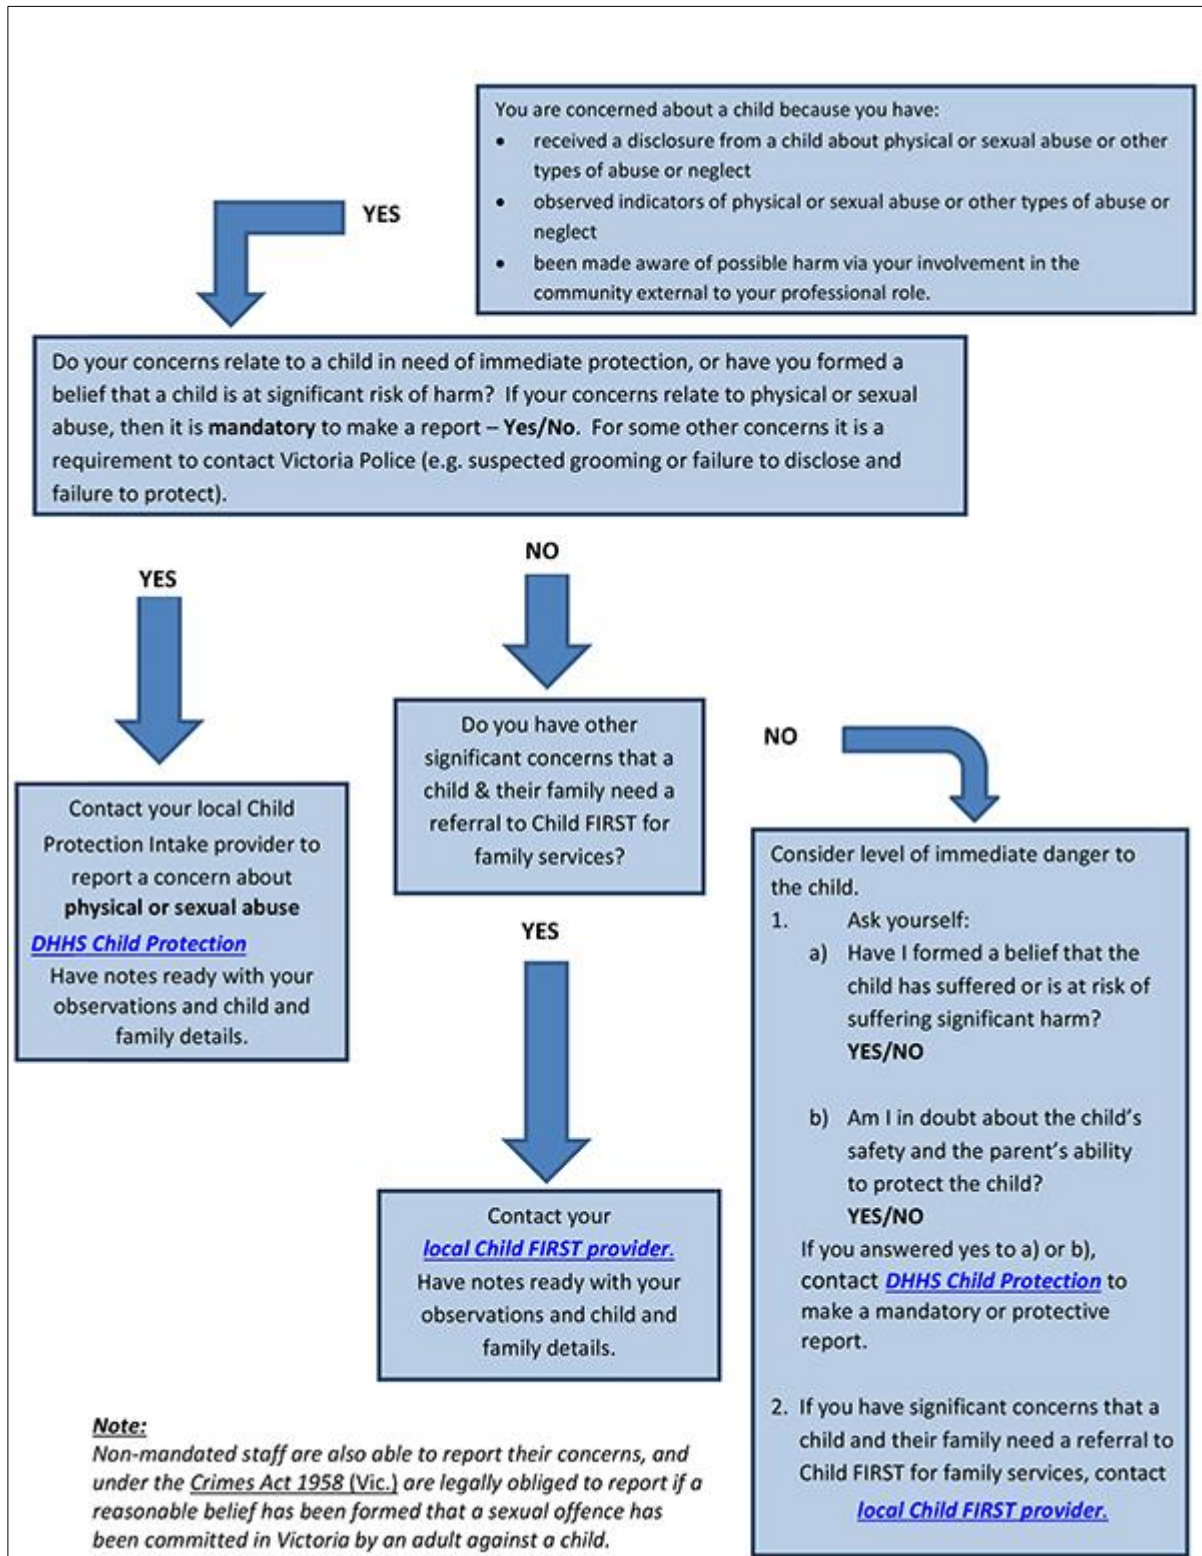 You are concerned about a child because you have:
• received a disclosure from a child about physical or sexual abuse or other
types of abuse or neglect
• observed indicators of physical or sexual abuse or other types of abuse or
neglect
• been made aware of possible harm via your involvement in the
community external to your professional role.
YES
Do your concerns relate to a child in need of immediate protection, or have you formed a
belief that a child is at significant risk of harm? If your concerns relate to physical or sexual
abuse, then it is mandatory to make a report – Yes/No. For some other concerns it is a
requirement to contact Victoria Police (e.g. suspected grooming or failure to disclose and
failure to protect).
YES
Contact your local Child
Protection Intake provider to
report a concern about
physical or sexual abuse
DHHS Child Protection
Have notes ready with your
observations and child and
family details.
NO
Do you have other
significant concerns that a
child & their family need a
referral to Child FIRST for
family services?
YES
Contact your
local Child FIRST provider.
Have notes ready with your
observations and child and
family details.
NO
Consider level of immediate danger to
the child.
1. Ask yourself:
a) Have I formed a belief that the
child has suffered or is at risk of
suffering significant harm?
YES/NO
b) Am I in doubt about the child’s
safety and the parent’s ability
to protect the child?
YES/NO
If you answered yes to a) or b),
contact DHHS Child Protection to
make a mandatory or protective
report.
2. If you have significant concerns that a
child and their family need a referral to
Child FIRST for family services, contact
local Child FIRST provider.
Note:
Non-mandated staff are also able to report their concerns, and
under the Crimes Act 1958 (Vic.) are legally obliged to report if a
reasonable belief has been formed that a sexual offence has
been committed in Victoria by an adult against a child.